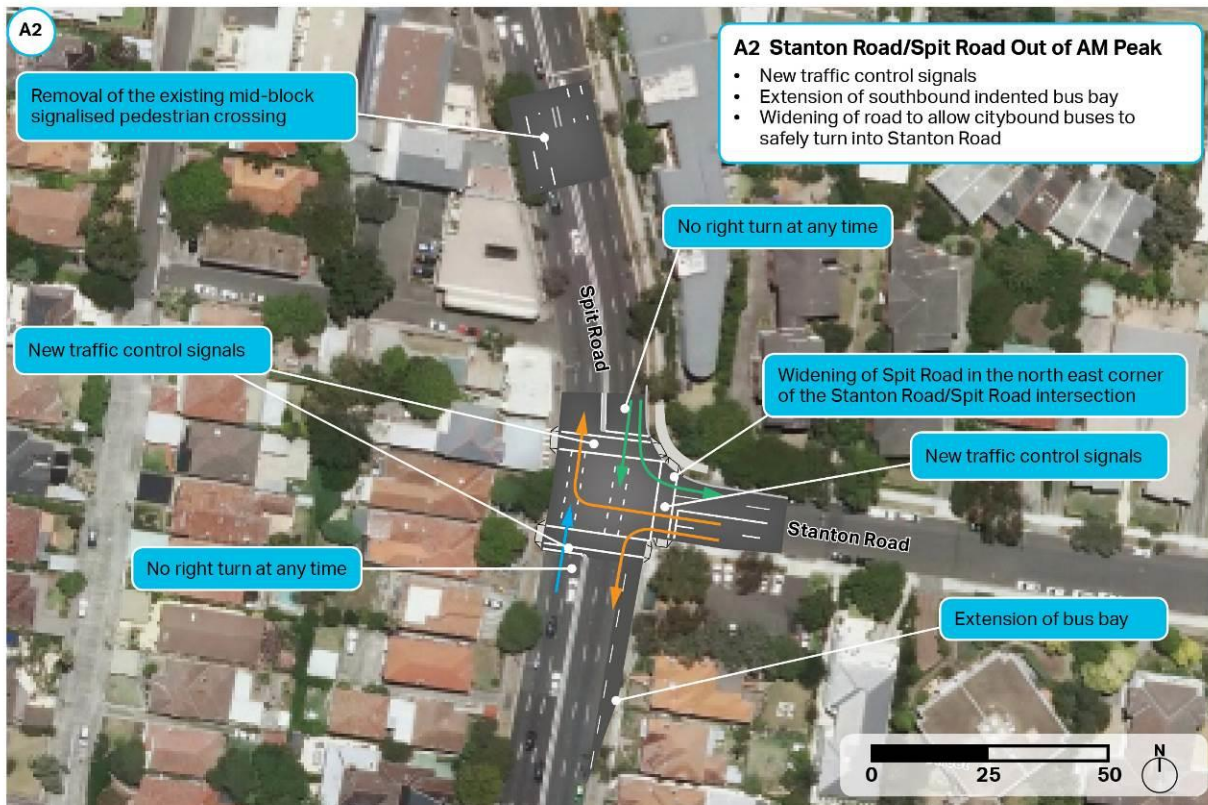 A2
A2 Stanton Road/Spit Road Out of AM Peak
• New traffic control signals
• Extension of southbound indented bus bay
• Widening of road to allow citybound buses to
safely turn into Stanton Road
Removal of the existing mid-block
signalised pedestrian crossing
No right turn at any time
Spit Road
New traffic control signals
Widening of Spit Road in the north east corner
of the Stanton Road/Spit Road intersection
New traffic control signals
Stanton Road
No right turn at any time
Extension of bus bay
0 25 50
N